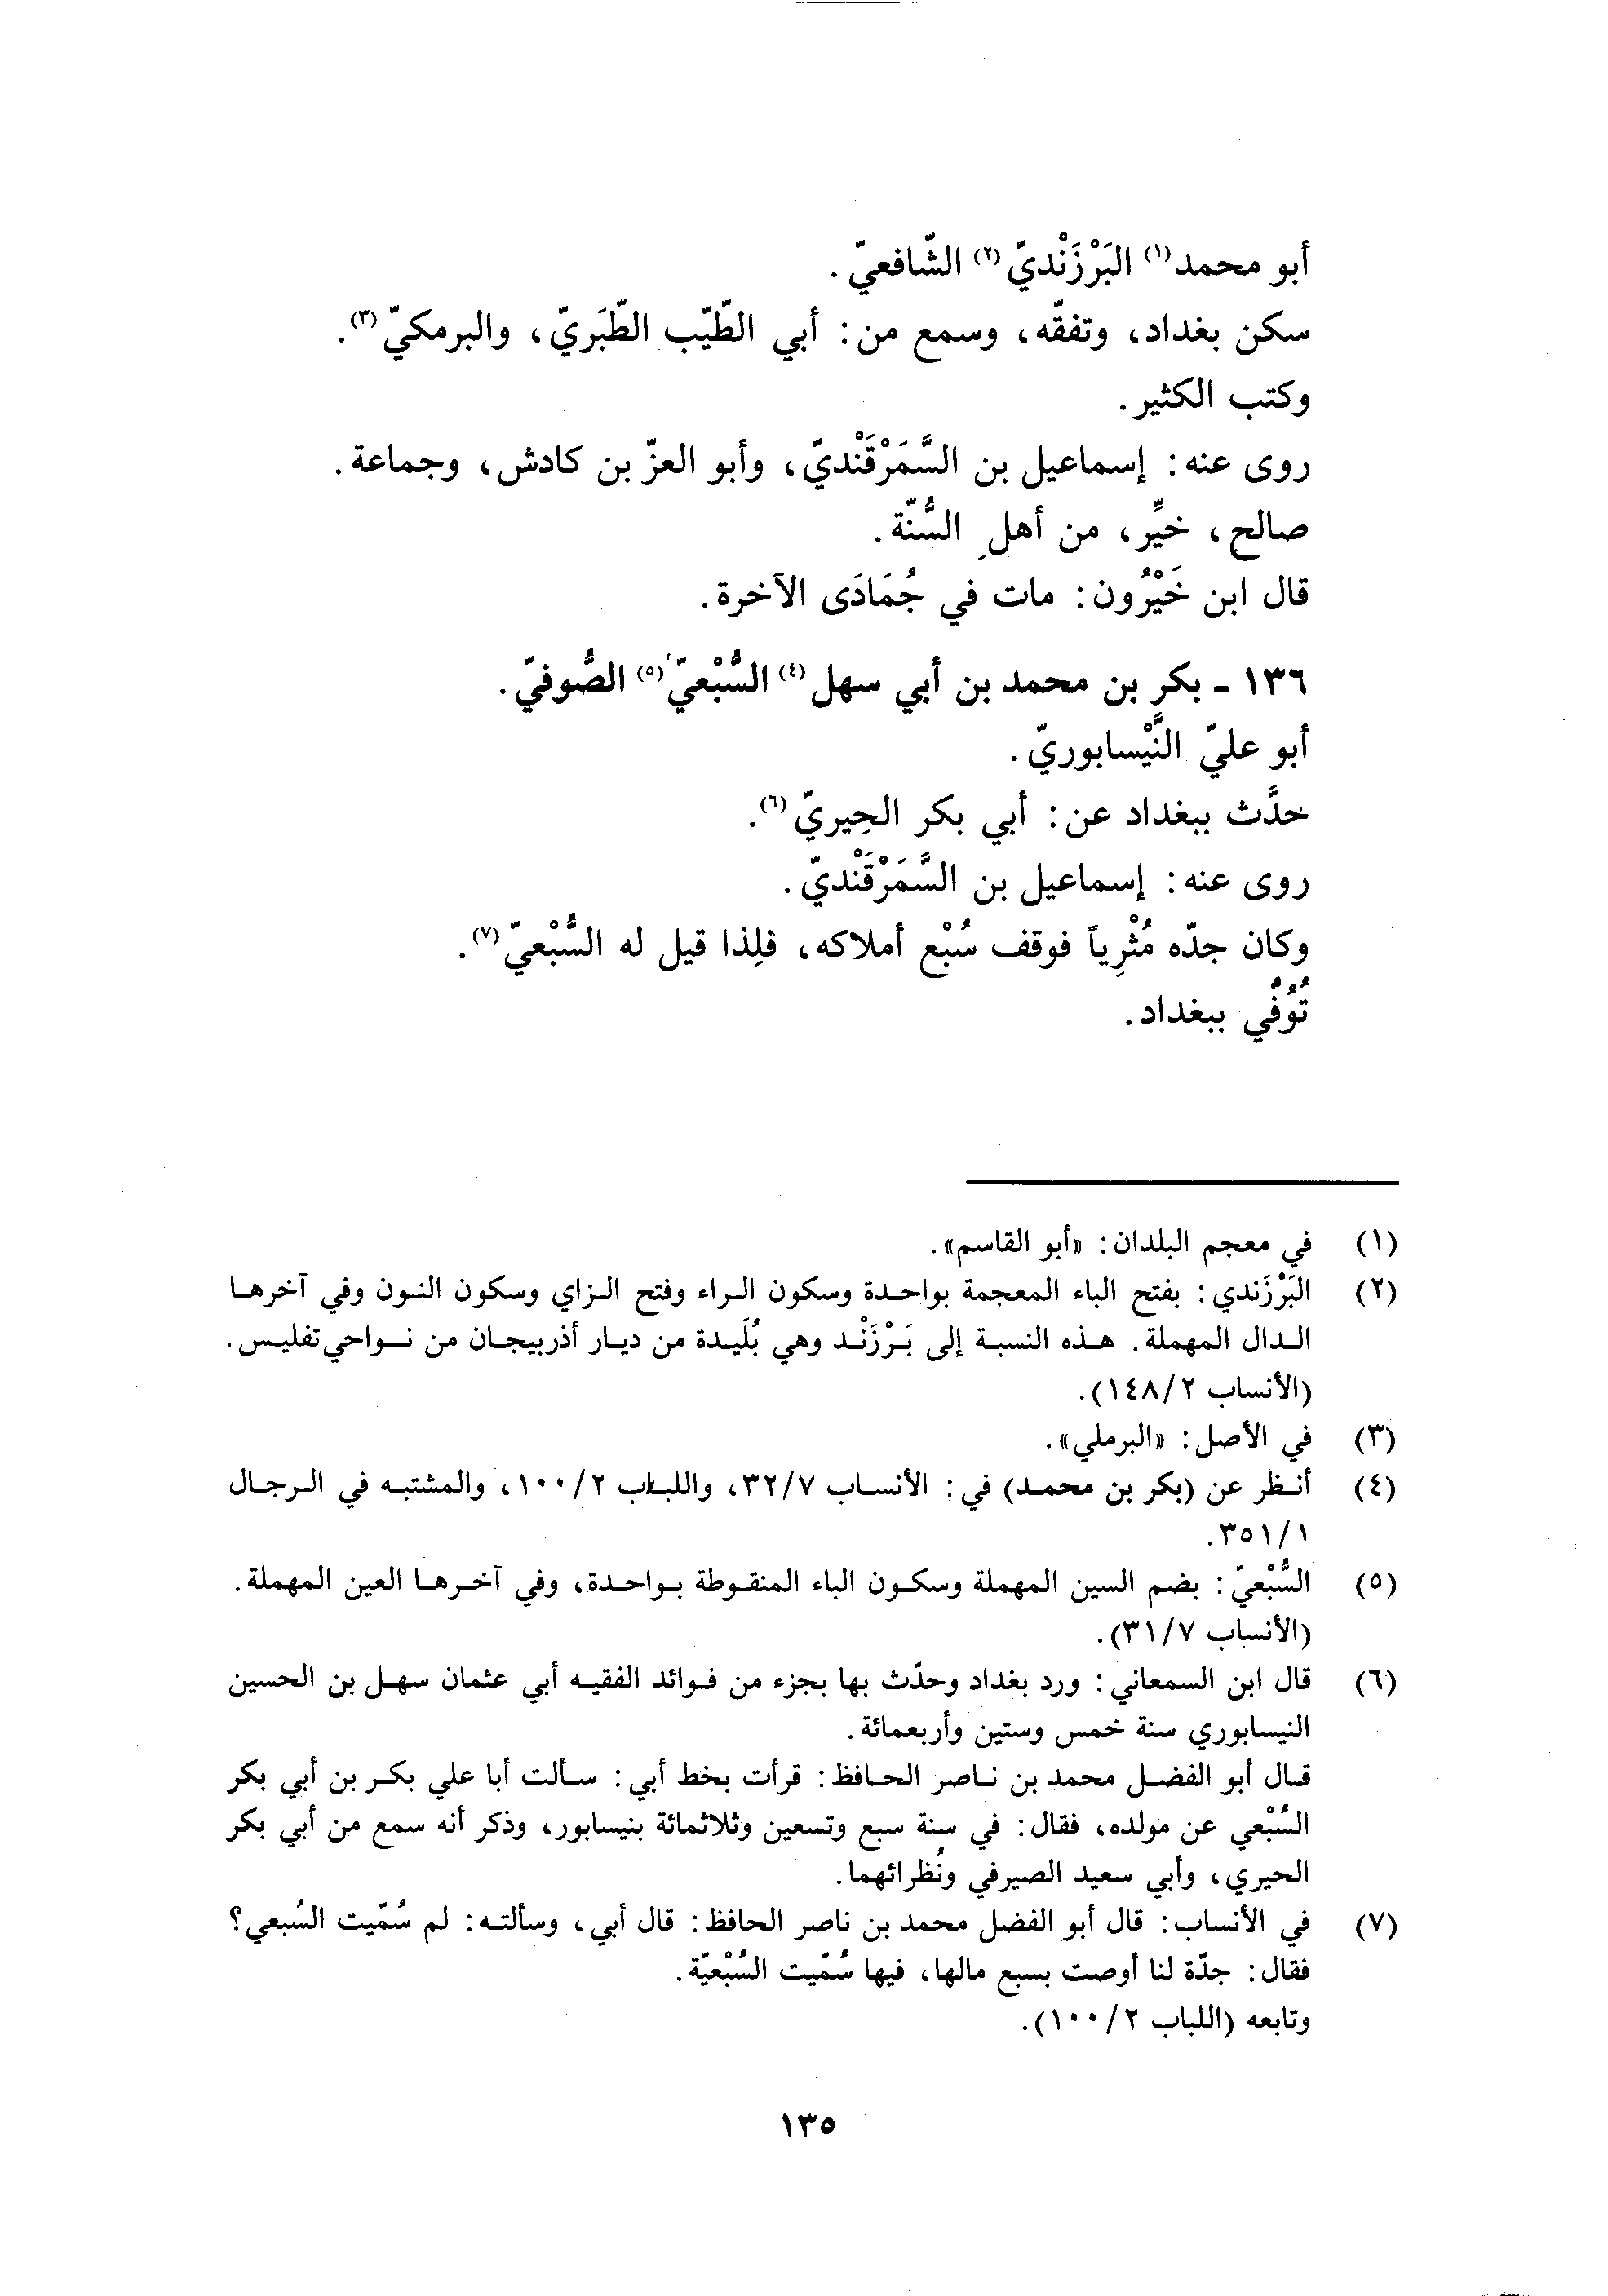 أبو محمد(١) البَرْزَنْديّ(٢) الشّافعيّ.
سكن بغداد، وتفقّه، وسمع من: أبي الطّيّب الطّبَريّ، والبرمكيّ(٣).
وكتب الكثير.
روى عنه: إسماعيل بن السَّمَرْقَنْديّ، وأبو العزّ بن كادش، وجماعة.
صالح، خيِّر، من أهلِ السُّنّة.
قال ابن خَيْرُون: مات في جُمَادَى الآخرة.
١٣٦ ـ بكر بن محمد بن أبي سهل(٤) السُّبْعيّ(٥) الصُّوفيّ.
أبو عليّ النَّيْسابوريّ.
حدَّث ببغداد عن: أبي بكر الحِيريّ(٦).
روى عنه: إسماعيل بن السَّمَرْقَنْديّ.
وكان جدّه مُثْرِياً فوقف سُبْع أملاكه، فلِذا قيل له السُّبْعيّ(٧).
تُوُفّي ببغداد.
(١) في معجم البلدان: «أبو القاسم».
(٢) البَرْزَندي: بفتح الباء المعجمة بواحدة وسكون الراء وفتح الزاي وسكون النون وفي آخرها
الدال المهملة. هذه النسبة إلى بَرْزَنْد وهي بُلَيدة من ديار أذربيجان من نواحي تفليس.
(الأنساب ١٤٨/٢).
(٣) في الأصل: «البرملي».
(٤) أنظر عن (بكر بن محمد) في: الأنساب ٣٢/٧، واللباب ١٠٠/٢، والمشتبه في الرجال
٣٥١/١.
(٥) السُّبْعيّ: بضم السين المهملة وسكون الباء المنقوطة بواحدة، وفي آخرها العين المهملة.
(الأنساب ٣١/٧).
(٦) قال ابن السمعاني: ورد بغداد وحدّث بها بجزء من فوائد الفقيه أبي عثمان سهل بن الحسين
النيسابوري سنة خمس وستين وأربعمائة.
قال أبو الفضل محمد بن ناصر الحافظ: قرأت بخط أبي: سألت أبا علي بكر بن أبي بكر
السُبْعي عن مولده، فقال: في سنة سبع وتسعين وثلاثمائة بنيسابور، وذكر أنه سمع من أبي بكر
الحيري، وأبي سعيد الصيرفي ونُظرائهما.
(٧) في الأنساب: قال أبو الفضل محمد بن ناصر الحافظ: قال أبي، وسألته: لم سُمّيت السُبعي؟
فقال: جدّة لنا أوصت بسبع مالها، فيها سُمّيت السُبْعيّة.
وتابعه (اللباب ١٠٠/٢).
١٣٥